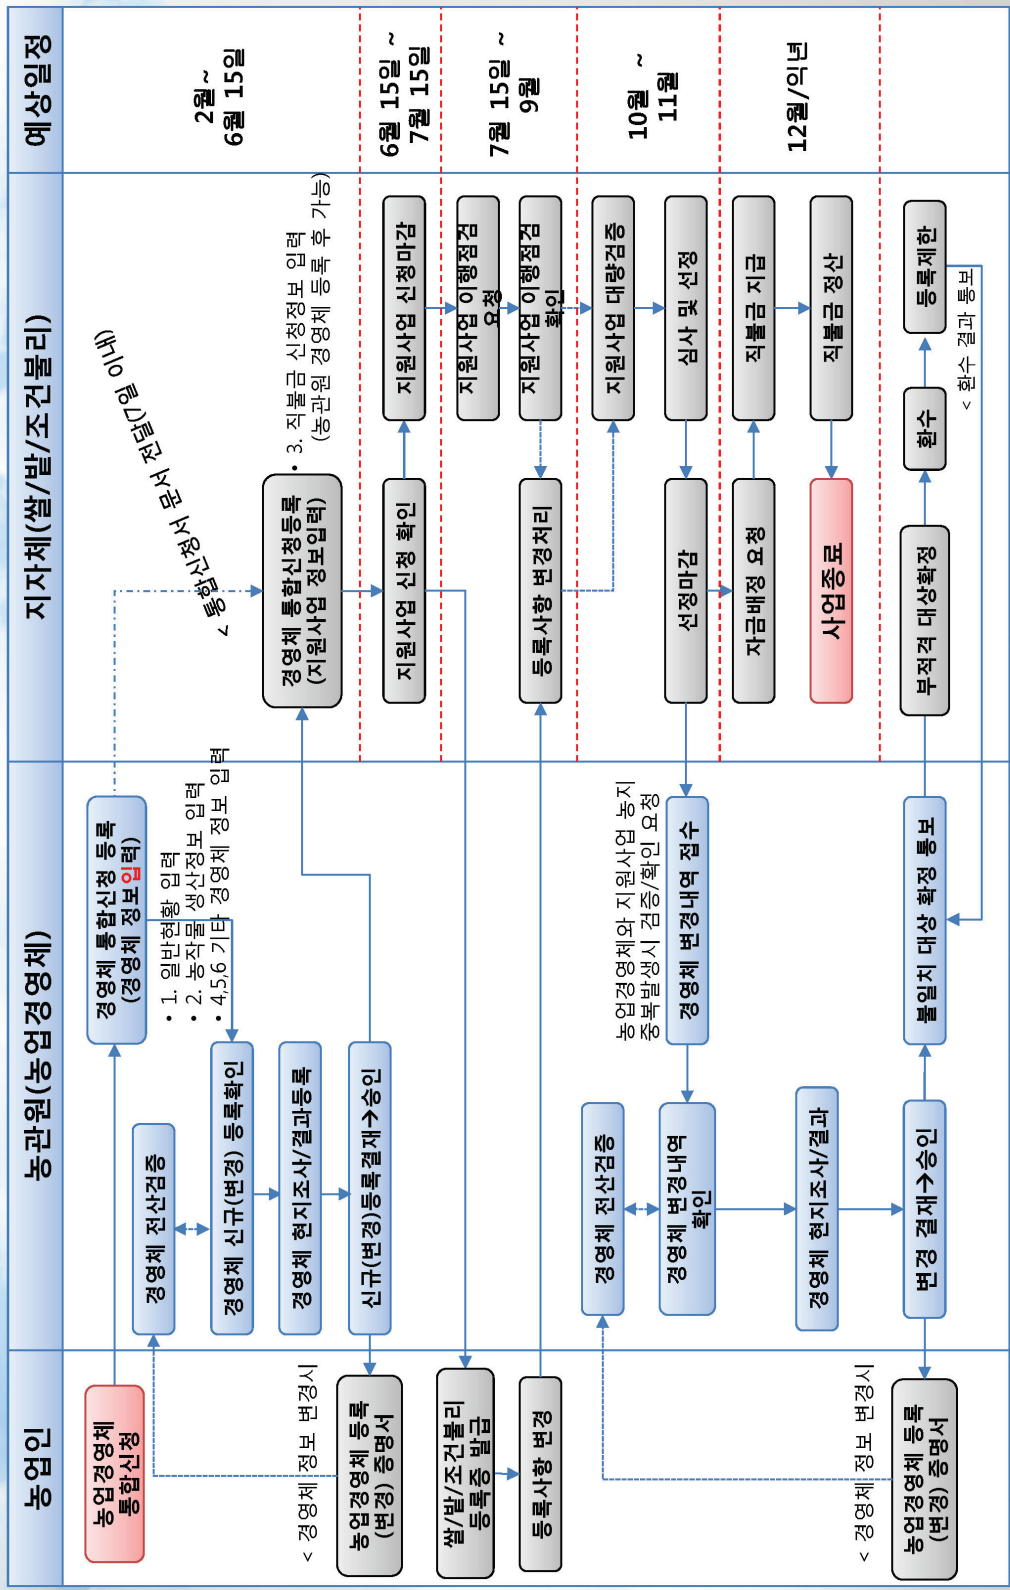 농업인
농관원(농업경영체)
지자체(쌀/밭/조건불리)
예상일정
농업경영체
통합신청
경영체 통합신청 등록
(경영체 정보입력)
• 1. 일반현황 입력
• 2. 농작물 생산정보 입력
• 4,5,6 기타 경영체 정보 입력
< 통합신청서 문서 전달(7일 이내)
경영체 전산검증
경영체 신규(변경) 등록확인
경영체 현지조사/결과등록
신규(변경)등록결재→승인
경영체 통합신청등록
(지원사업 정보입력)
• 3. 직불금 신청정보 입력
(농관원 경영체 등록 후 가능)
2월~
6월 15일
< 경영체 정보 변경시
농업경영체 등록
(변경) 증명서
지원사업 신청 확인
지원사업 신청마감
6월 15일 ~
7월 15일
쌀/밭/조건불리
등록증 발급
등록사항 변경
등록사항 변경처리
지원사업 이행점검
요청
지원사업 이행점검
확인
7월 15일 ~
9월
경영체 전산검증
경영체 변경내역
확인
농업경영체와 지원사업 농지
중복발생시 검증/확인 요청
경영체 변경내역 접수
선정마감
지원사업 대량검증
심사 및 선정
10월 ~
11월
경영체 현지조사/결과
자금배정 요청
직불금 지급
직불금 정산
사업종료
12월/익년
< 경영체 정보 변경시
농업경영체 등록
(변경) 증명서
변경 결재→승인
불일치 대상 확정 통보
부적격 대상확정
환수
등록제한
< 환수 결과 통보